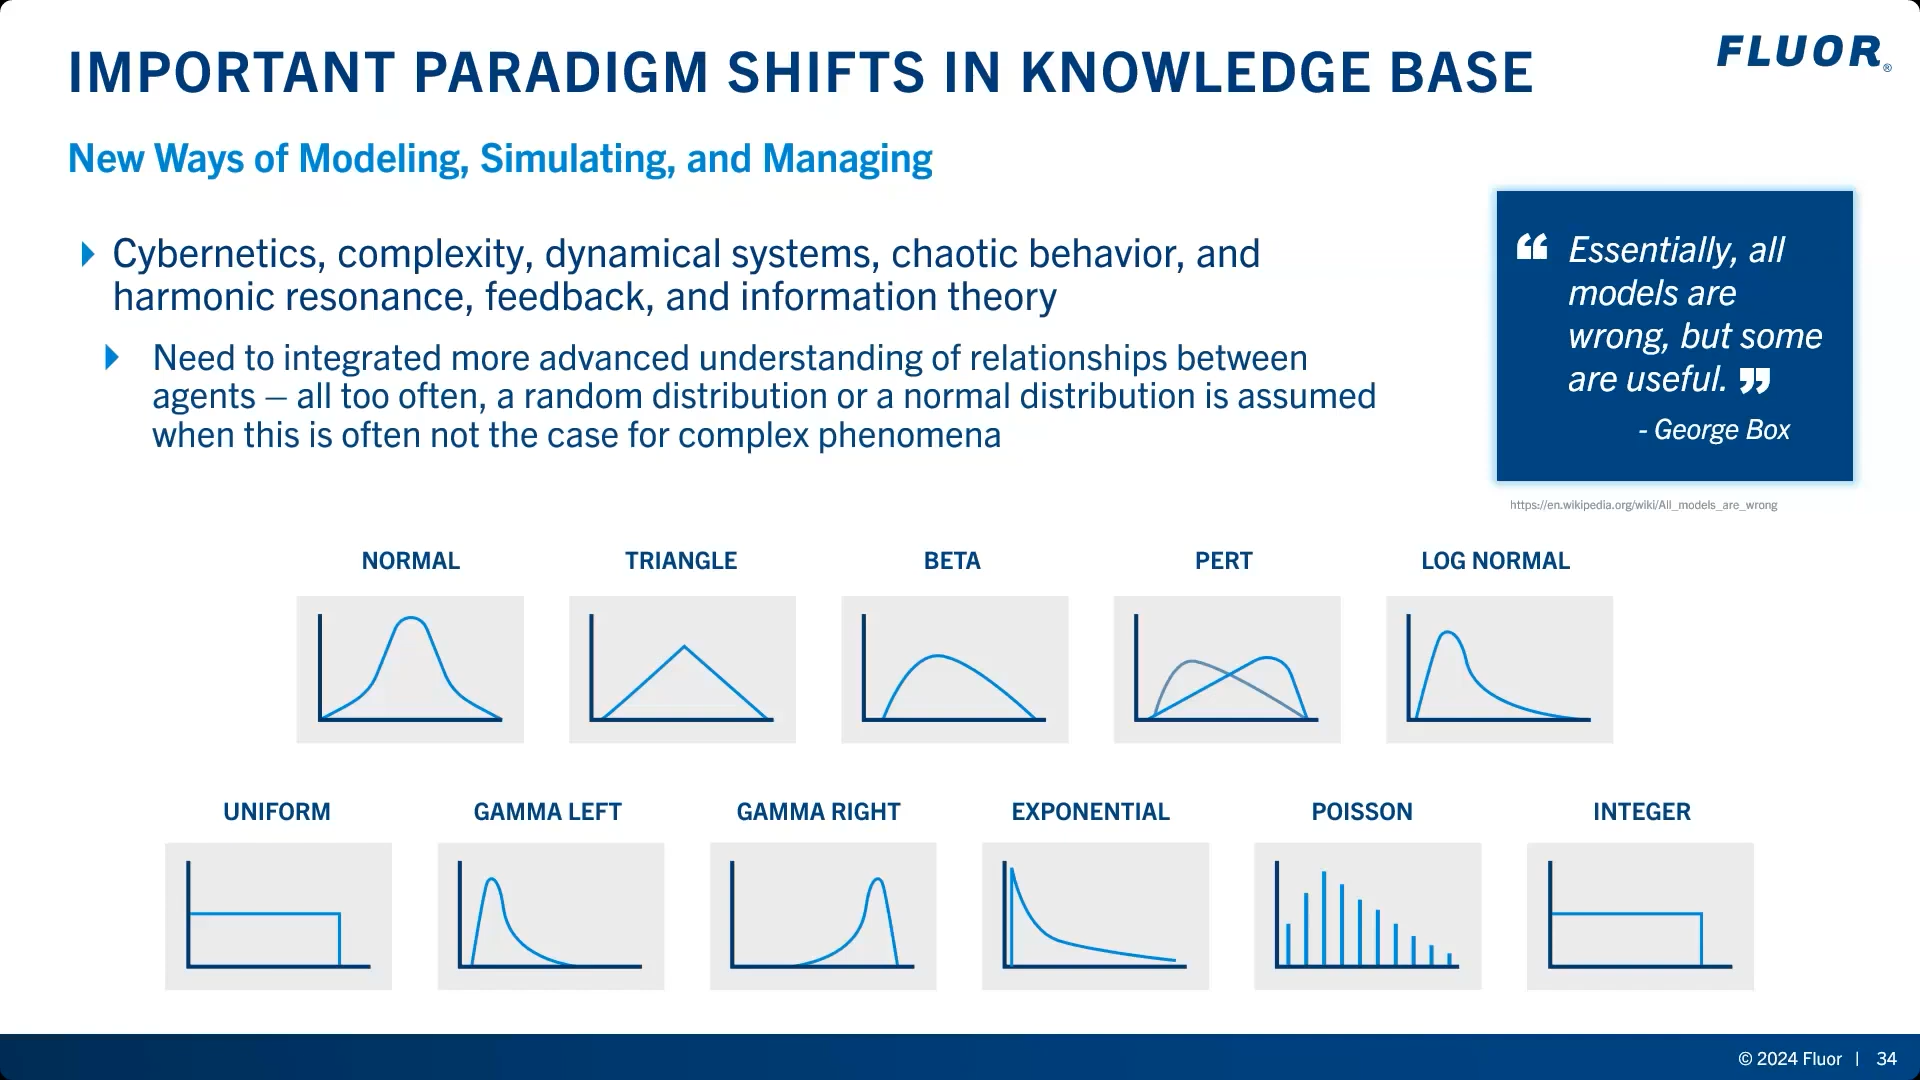 IMPORTANT PARADIGM SHIFTS IN KNOWLEDGE BASE
FLUOR®
New Ways of Modeling, Simulating, and Managing
Cybernetics, complexity, dynamical systems, chaotic behavior, and
harmonic resonance, feedback, and information theory
Need to integrated more advanced understanding of relationships between
agents – all too often, a random distribution or a normal distribution is assumed
when this is often not the case for complex phenomena
“ Essentially, all
models are
wrong, but some
are useful. ”
- George Box
https://en.wikipedia.org/wiki/All_models_are_wrong
NORMAL
TRIANGLE
BETA
PERT
LOG NORMAL
UNIFORM
GAMMA LEFT
GAMMA RIGHT
EXPONENTIAL
POISSON
INTEGER
© 2024 Fluor | 34